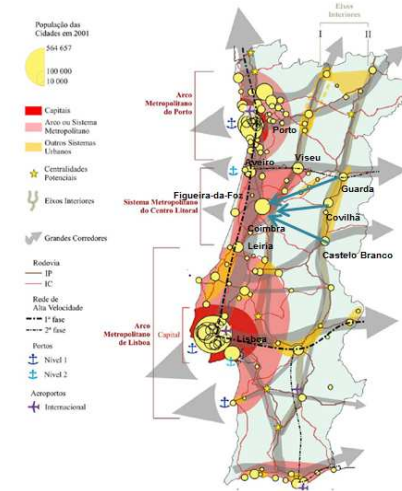 População das
Cidades em 2001
564 657
100 000
10 000
Capitais
Arco ou Sistema
Metropolitano
Outros Sistemas
Urbanos
Centralidades
Potenciais
Eixos Interiores
Grandes Corredores
Rodovia
IP
IC
Rede de
Alta Velocidade
1ª fase
2ª fase
Portos
Nível 1
Nível 2
Aeroportos
Internacional
Eixos
Interiores
I
II
Arco
Metropolitano
do Porto
Porto
Aveiro
Viseu
Guarda
Figueira-da-Foz
Sistema Metropolitano
do Centro Litoral
Covilhã
Coimbra
Castelo Branco
Leiria
Arco
Metropolitano
de Lisboa
Capital
Lisboa